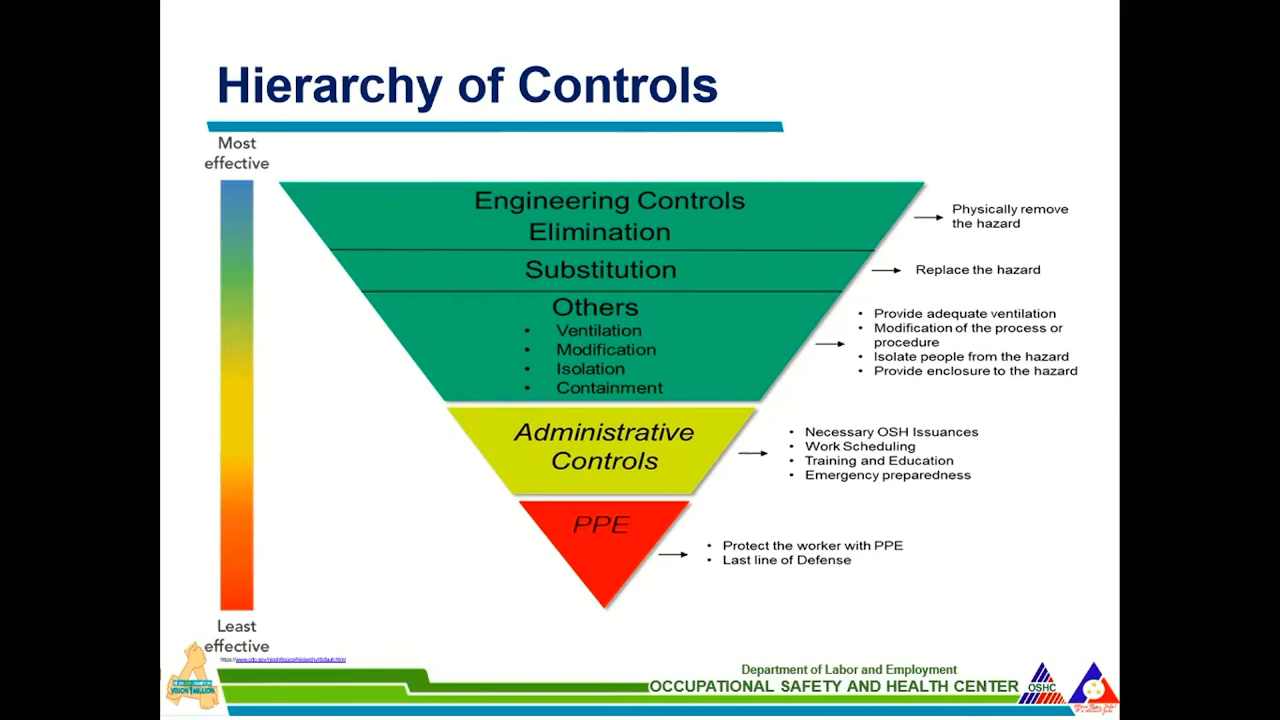 Hierarchy of Controls
Most
effective
Engineering Controls
Elimination
Physically remove
the hazard
Substitution
Replace the hazard
Others
• Ventilation
• Modification
• Isolation
• Containment
• Provide adequate ventilation
• Modification of the process or
procedure
• Isolate people from the hazard
• Provide enclosure to the hazard
Administrative
Controls
• Necessary OSH Issuances
• Work Scheduling
• Training and Education
• Emergency preparedness
PPE
• Protect the worker with PPE
• Last line of Defense
Least
effective
Department of Labor and Employment
OCCUPATIONAL SAFETY AND HEALTH CENTER
OSHC
VISION 1 MILLION